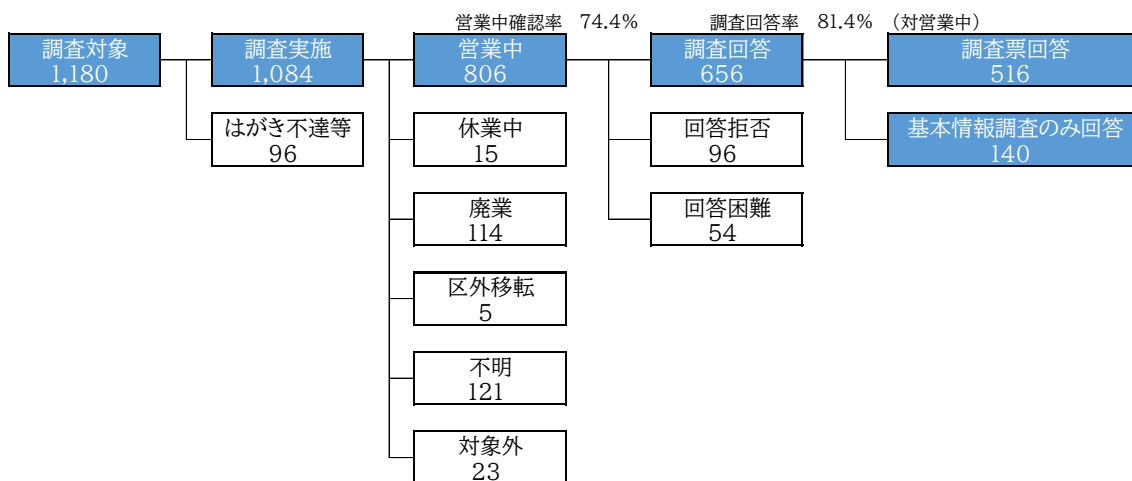 営業中確認率 74.4% 調査回答率 81.4% (対営業中)
調査対象
1,180
調査実施
1,084
営業中
806
調査回答
656
調査票回答
516
はがき不達等
96
休業中
15
回答拒否
96
基本情報調査のみ回答
140
廃業
114
回答困難
54
区外移転
5
不明
121
対象外
23